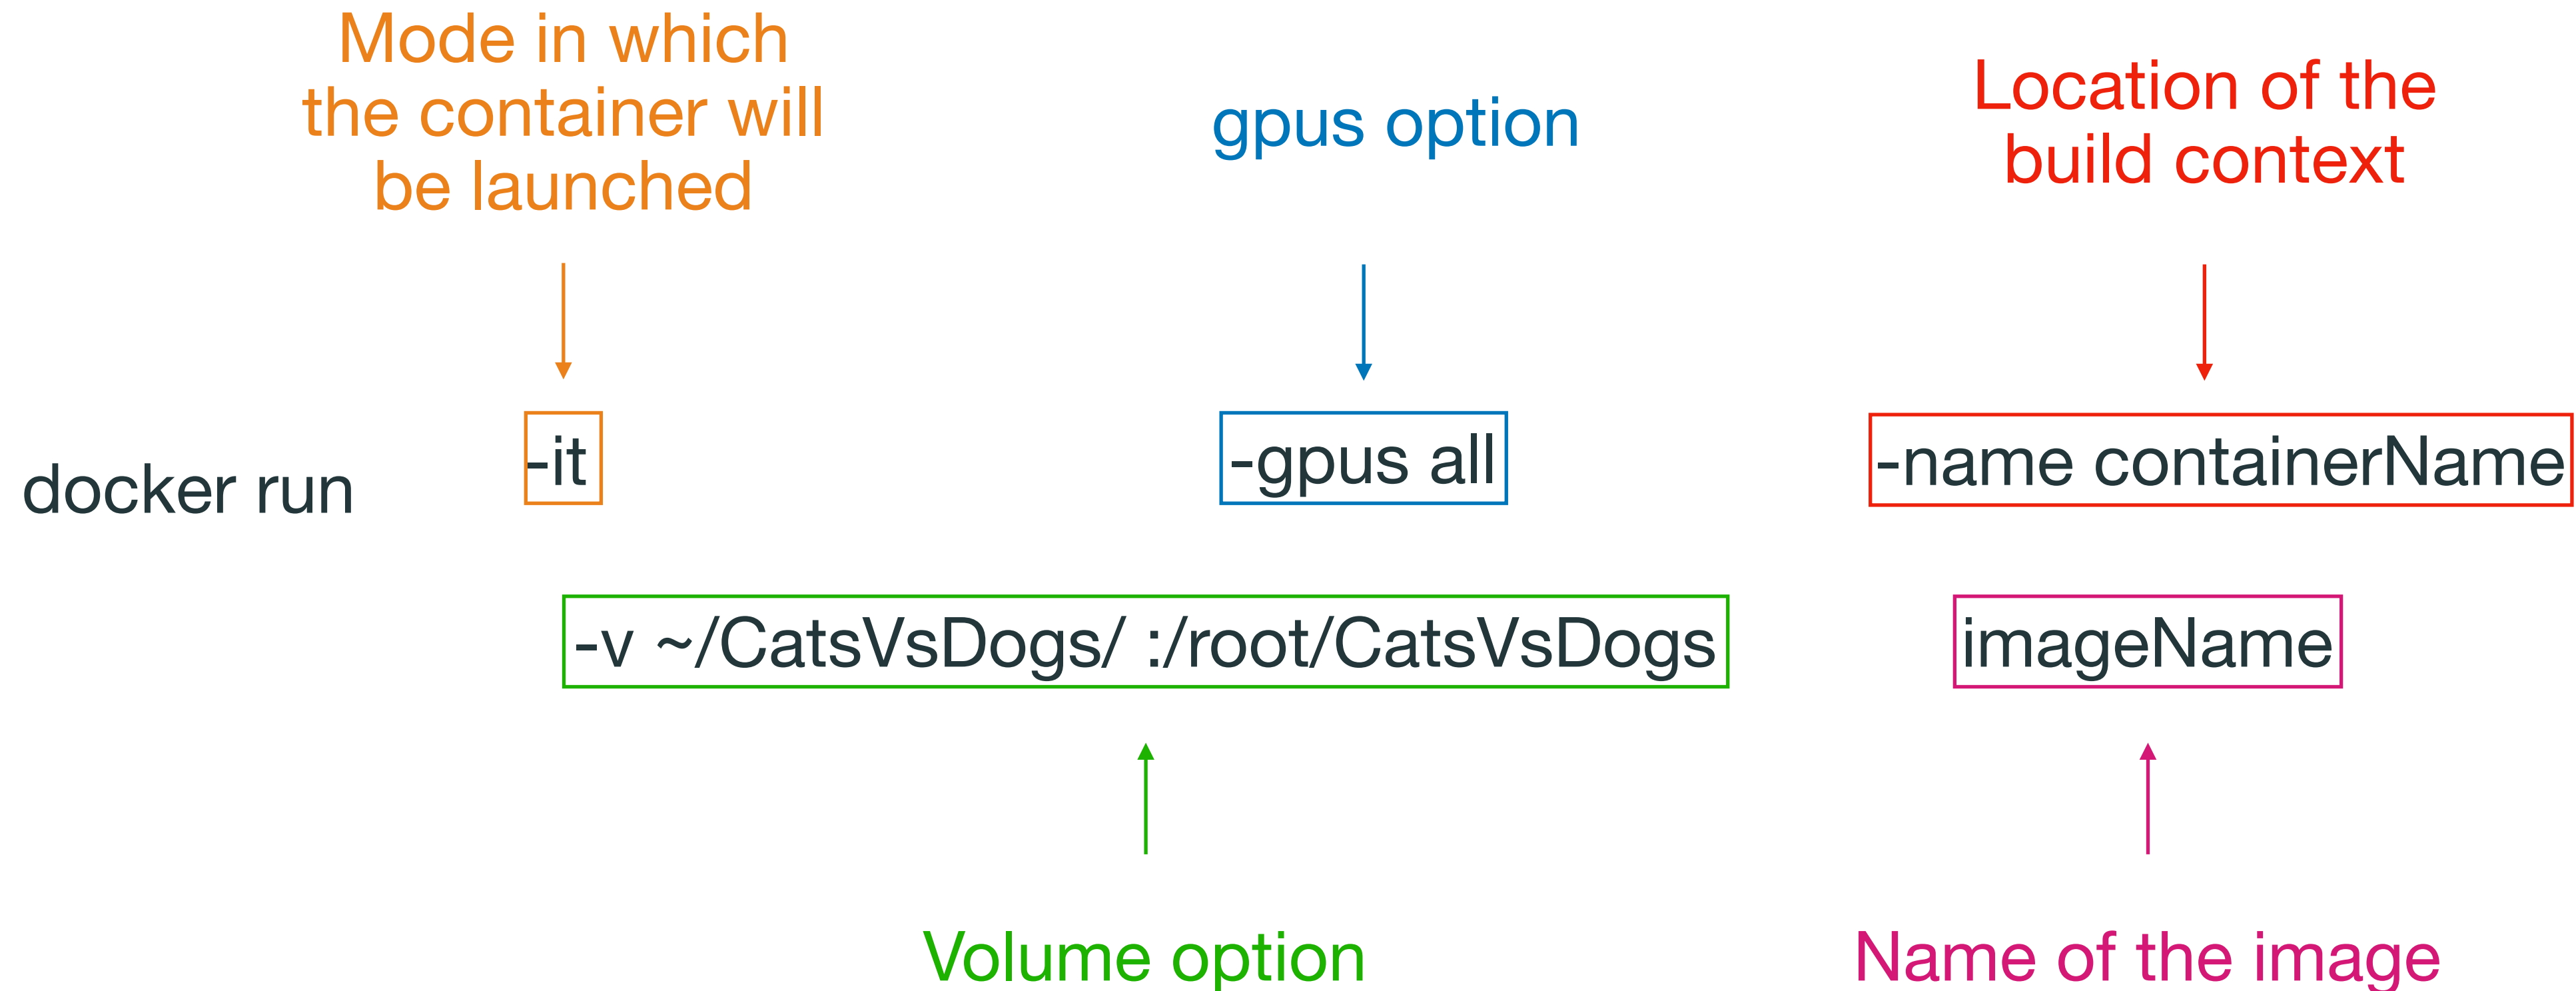 Mode in which
the container will
be launched
gpus option
Location of the
build context
docker run
-it
-gpus all
-name containerName
-v ~/CatsVsDogs/ :/root/CatsVsDogs
imageName
Volume option
Name of the image